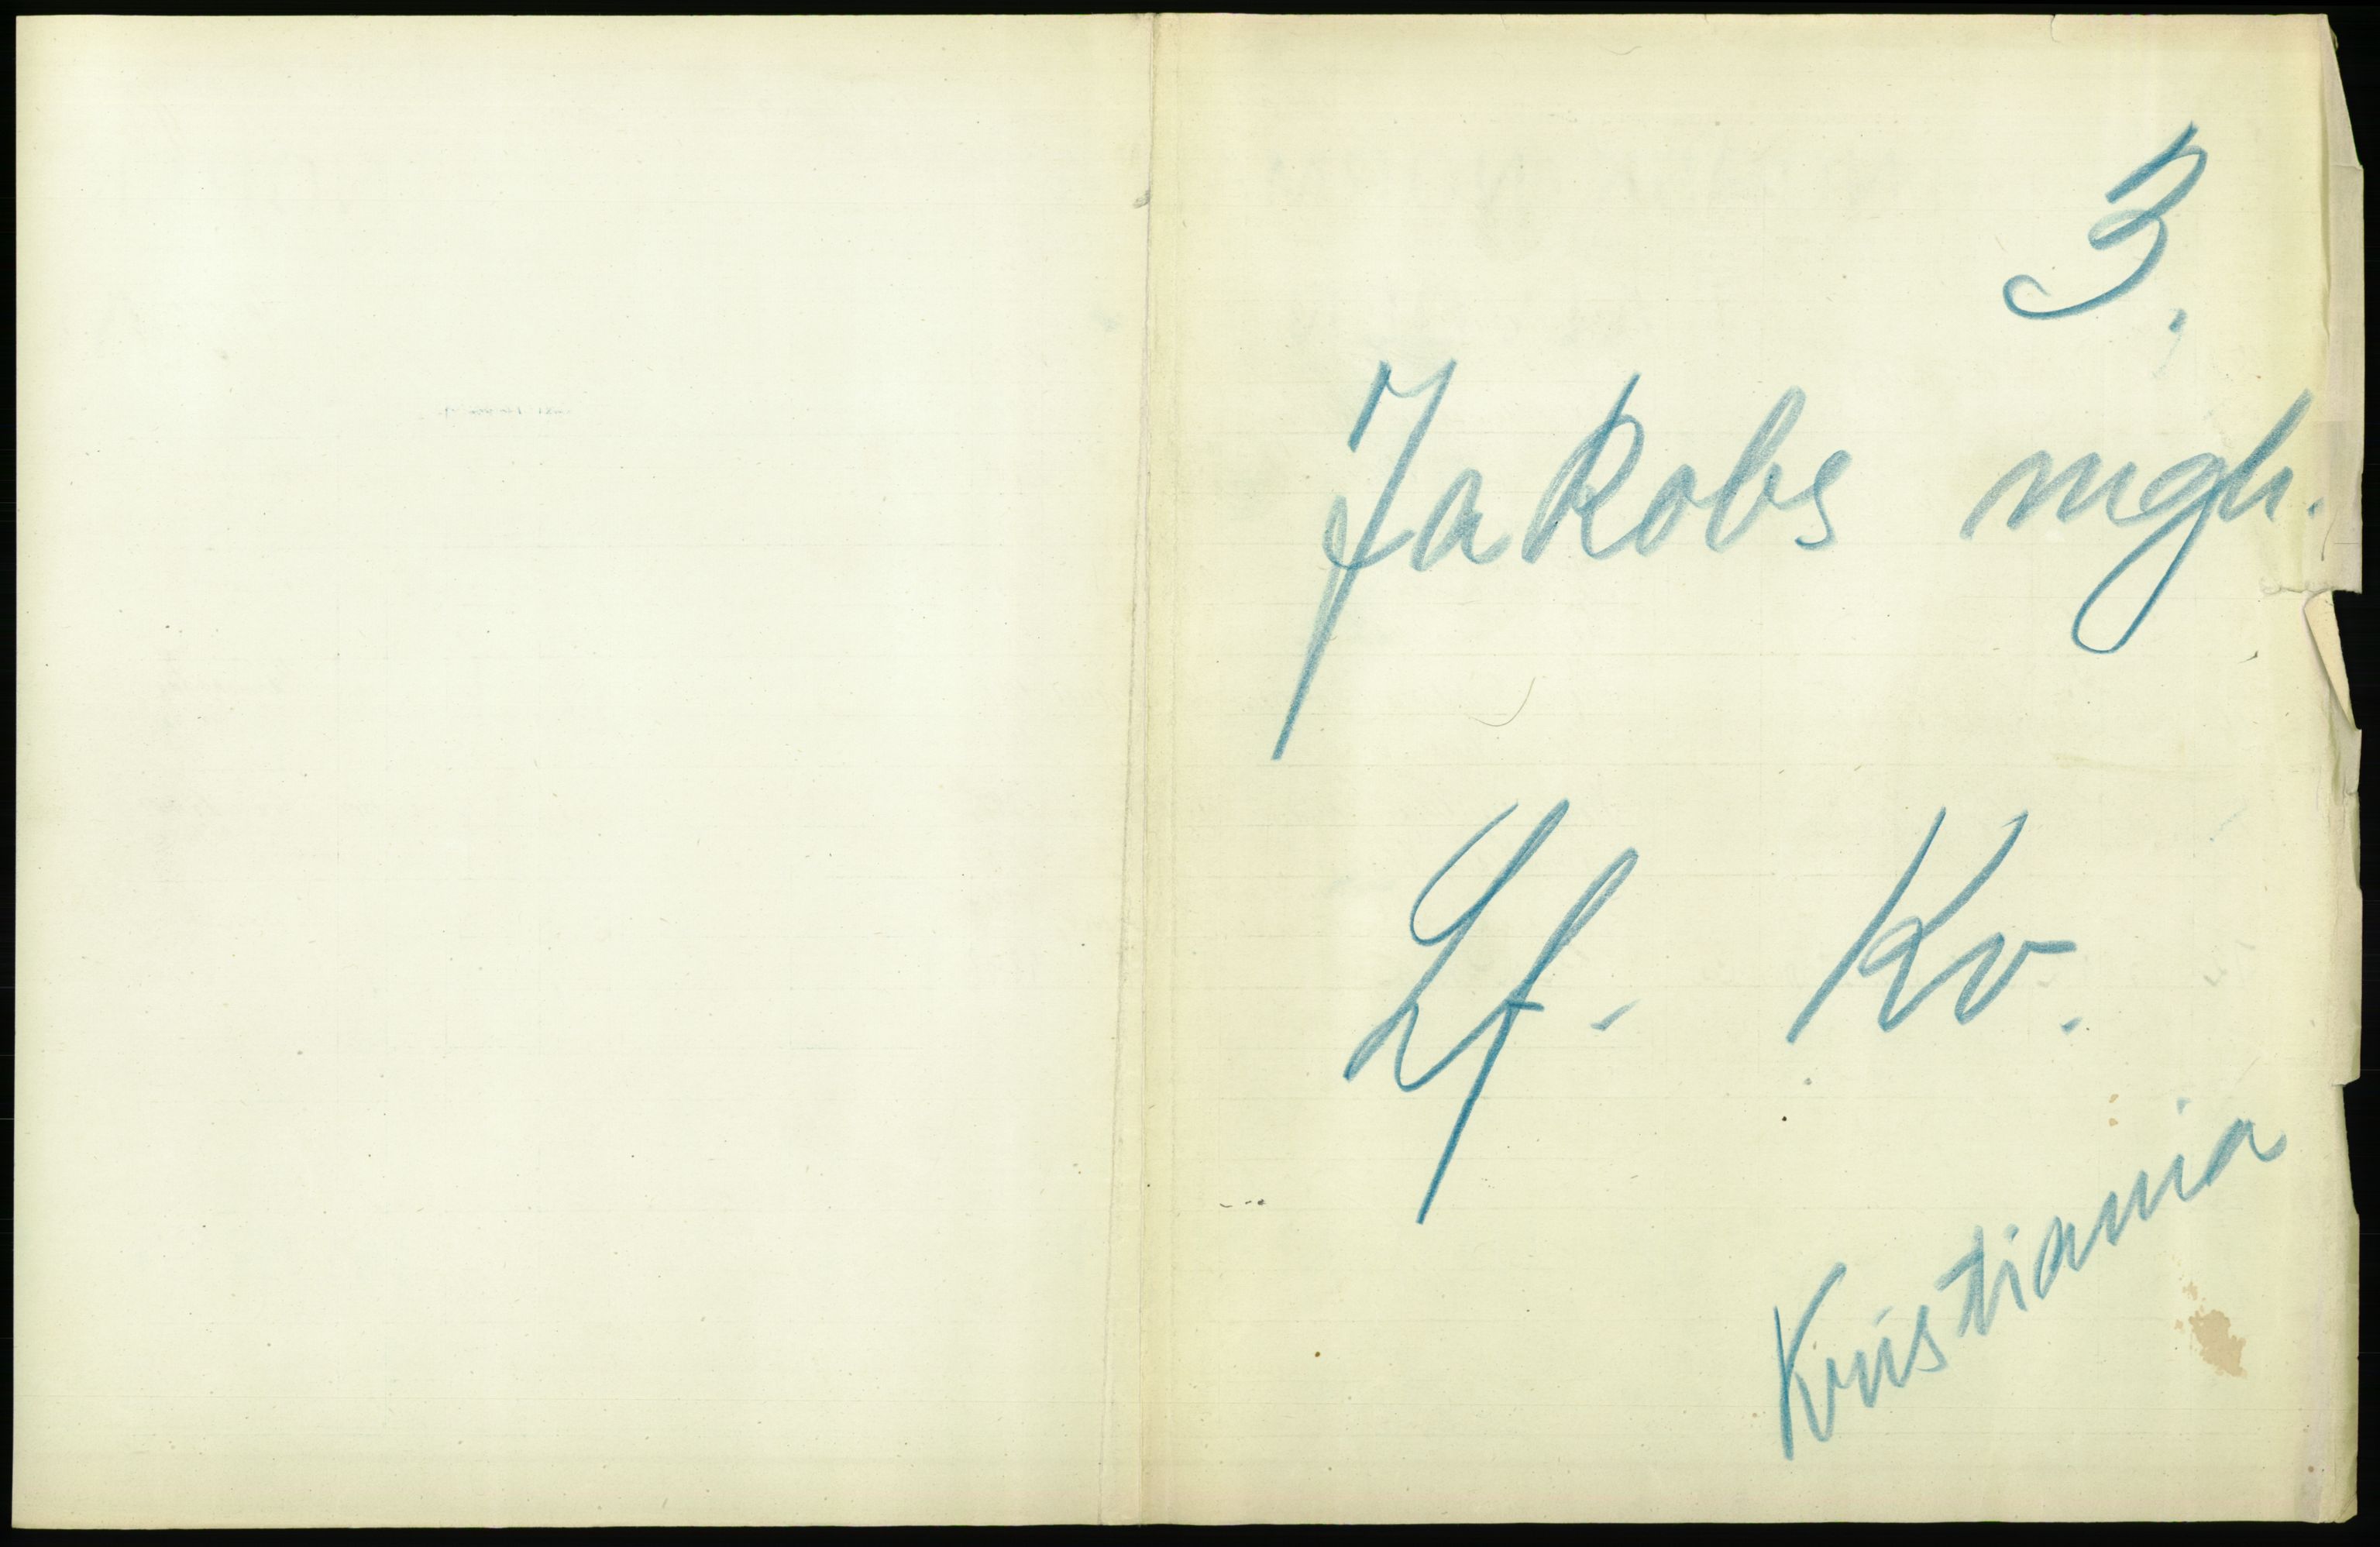 3.
Jakobs mgh.
Lf. Kv.
Kristiania